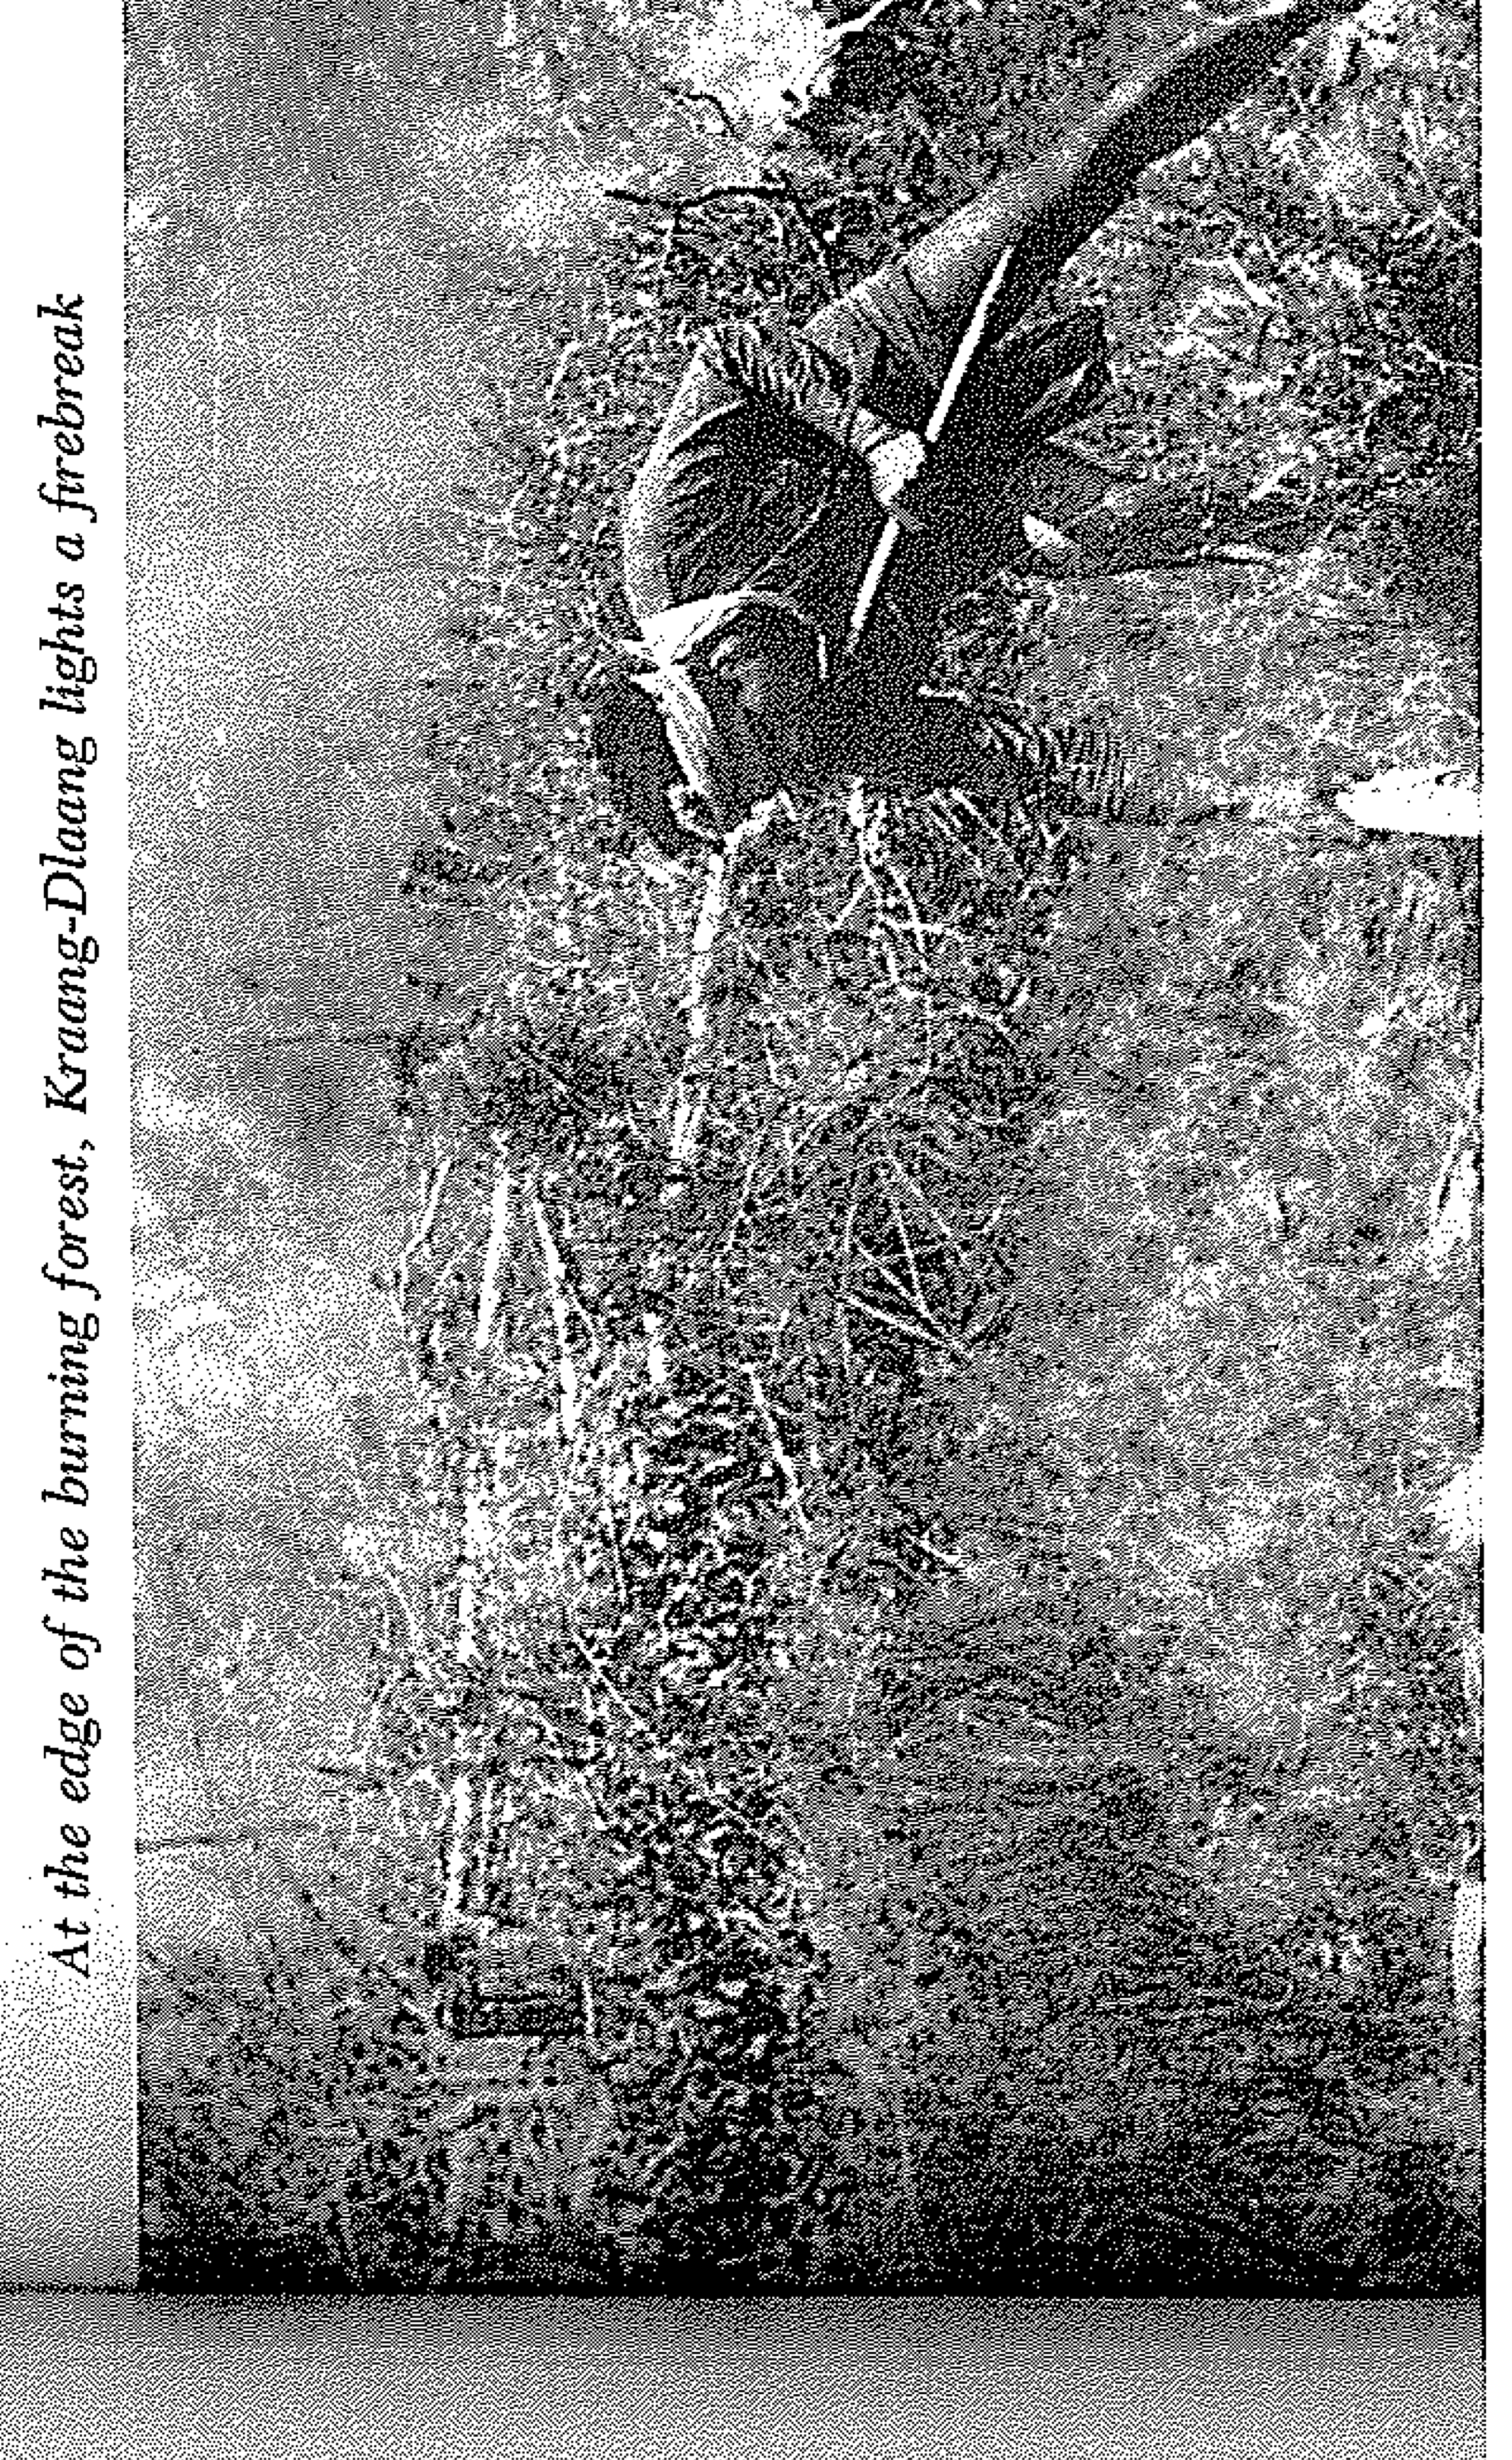 At the edge of the burning forest, Kraang-Dlaang lights a firebreak